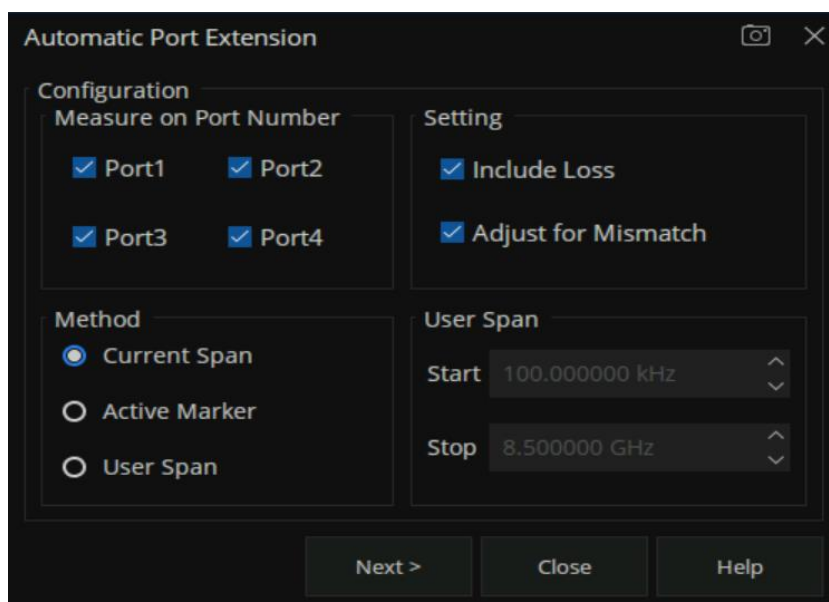 Automatic Port Extension
Configuration
Measure on Port Number
Port1 Port2
Port3 Port4
Setting
Include Loss
Adjust for Mismatch
Method
Current Span
Active Marker
User Span
User Span
Start 100.000000 kHz
Stop 8.500000 GHz
Next > Close Help